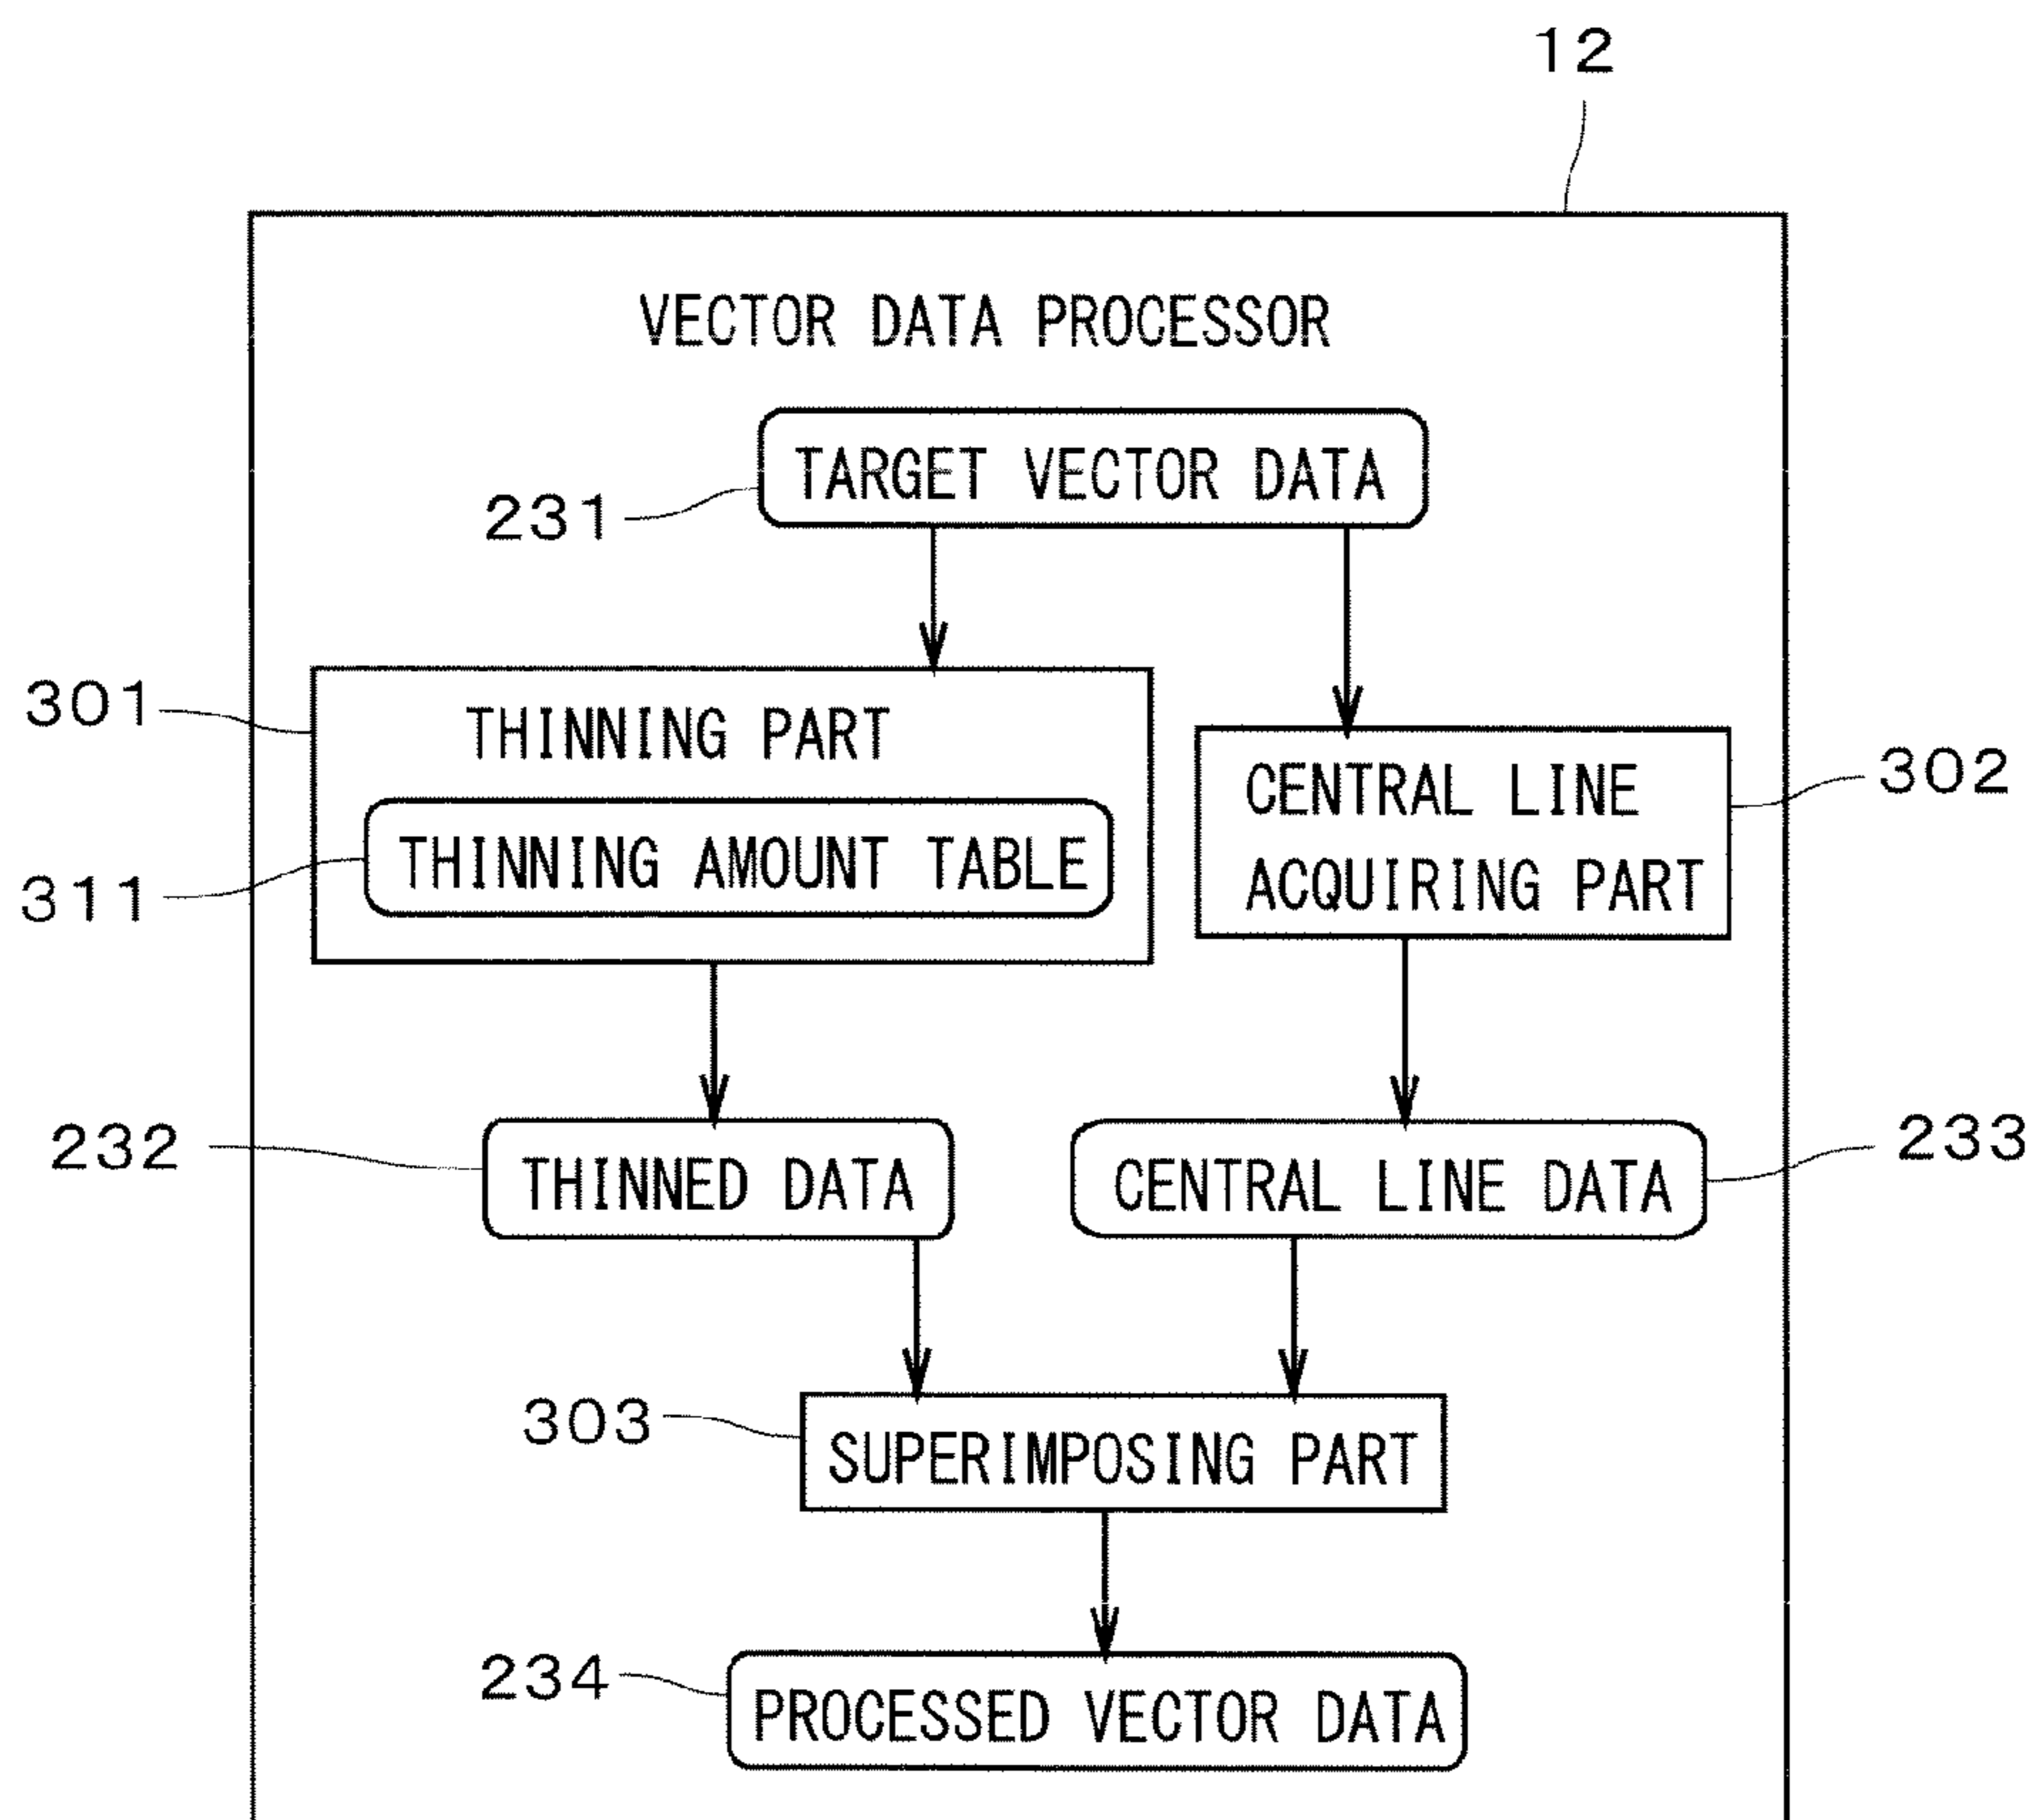 12
VECTOR DATA PROCESSOR
TARGET VECTOR DATA
231
301
THINNING PART
THINNING AMOUNT TABLE
311
CENTRAL LINE
ACQUIRING PART
302
232
THINNED DATA
CENTRAL LINE DATA
233
303
SUPERIMPOSING PART
234
PROCESSED VECTOR DATA